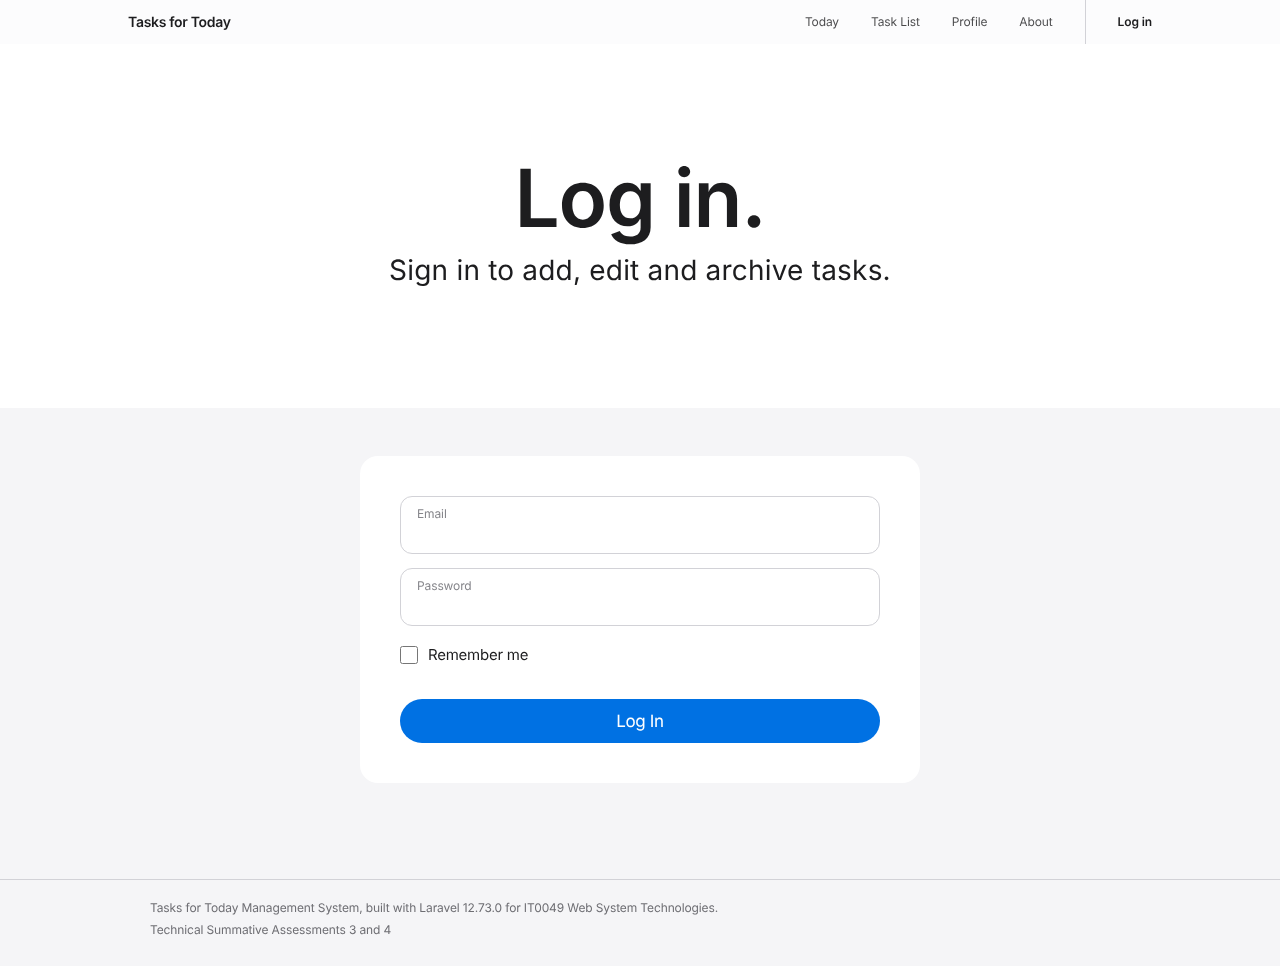 Tasks for Today
Today
Task List
Profile
About
Log in
Log in.
Sign in to add, edit and archive tasks.
Email
Password
Remember me
Log In
Tasks for Today Management System, built with Laravel 12.73.0 for IT0049 Web System Technologies.
Technical Summative Assessments 3 and 4